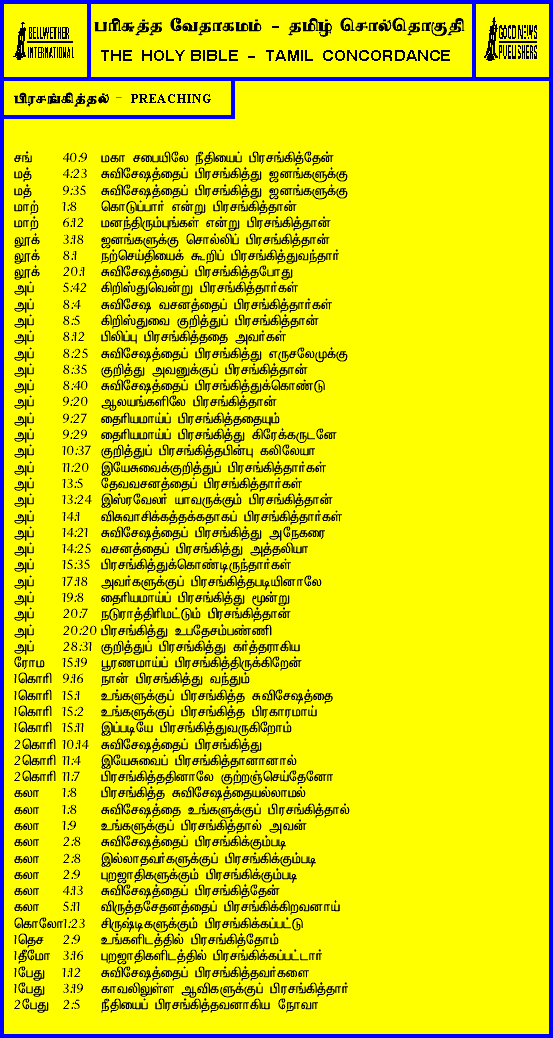 BELLWETHER
INTERNATIONAL
பரிசுத்த வேதாகமம் - தமிழ் சொல்தொகுதி
THE HOLY BIBLE - TAMIL CONCORDANCE
GOOD NEWS
PUBLISHERS
பிரசங்கித்தல் - PREACHING
சங் 40:9 மகா சபையிலே நீதியைப் பிரசங்கித்தேன்
மத் 4:23 சுவிசேஷத்தைப் பிரசங்கித்து ஜனங்களுக்கு
மத் 9:35 சுவிசேஷத்தைப் பிரசங்கித்து ஜனங்களுக்கு
மாற் 1:8 கொடுப்பார் என்று பிரசங்கித்தான்
மாற் 6:12 மனந்திரும்புங்கள் என்று பிரசங்கித்தான்
லூக் 3:18 ஜனங்களுக்கு சொல்லிப் பிரசங்கித்தான்
லூக் 8:1 நற்செய்தியைக் கூறிப் பிரசங்கித்துவந்தார்
லூக் 20:1 சுவிசேஷத்தைப் பிரசங்கித்தபோது
அப் 5:42 கிறிஸ்துவென்று பிரசங்கித்தார்கள்
அப் 8:4 சுவிசேஷ வசனத்தைப் பிரசங்கித்தார்கள்
அப் 8:5 கிறிஸ்துவை குறித்துப் பிரசங்கித்தான்
அப் 8:12 பிலிப்பு பிரசங்கித்ததை அவர்கள்
அப் 8:25 சுவிசேஷத்தைப் பிரசங்கித்து எருசலேமுக்கு
அப் 8:35 குறித்து அவனுக்குப் பிரசங்கித்தான்
அப் 8:40 சுவிசேஷத்தைப் பிரசங்கித்துக்கொண்டு
அப் 9:20 ஆலயங்களிலே பிரசங்கித்தான்
அப் 9:27 தைரியமாய்ப் பிரசங்கித்ததையும்
அப் 9:29 தைரியமாய்ப் பிரசங்கித்து கிரேக்கருடனே
அப் 10:37 குறித்துப் பிரசங்கித்தபின்பு கலிலேயா
அப் 11:20 இயேசுவைக்குறித்துப் பிரசங்கித்தார்கள்
அப் 13:5 தேவவசனத்தைப் பிரசங்கித்தார்கள்
அப் 13:24 இஸ்ரவேலர் யாவருக்கும் பிரசங்கித்தான்
அப் 14:1 விசுவாசிக்கத்தக்கதாகப் பிரசங்கித்தார்கள்
அப் 14:21 சுவிசேஷத்தைப் பிரசங்கித்து அநேகரை
அப் 14:25 வசனத்தைப் பிரசங்கித்து அத்தலியா
அப் 15:35 பிரசங்கித்துக்கொண்டிருந்தார்கள்
அப் 17:18 அவர்களுக்குப் பிரசங்கித்தபடியினாலே
அப் 19:8 தைரியமாய்ப் பிரசங்கித்து மூன்று
அப் 20:7 நடுராத்திரிமட்டும் பிரசங்கித்தான்
அப் 20:20 பிரசங்கித்து உபதேசம்பண்ணி
அப் 28:31 குறித்துப் பிரசங்கித்து கர்த்தராகிய
ரோம 15:19 பூரணமாய்ப் பிரசங்கித்திருக்கிறேன்
1கொரி 9:16 நான் பிரசங்கித்து வந்தும்
1கொரி 15:1 உங்களுக்குப் பிரசங்கித்த சுவிசேஷத்தை
1கொரி 15:2 உங்களுக்குப் பிரசங்கித்த பிரகாரமாய்
1கொரி 15:11 இப்படியே பிரசங்கித்துவருகிறோம்
2கொரி 10:14 சுவிசேஷத்தைப் பிரசங்கித்து
2கொரி 11:4 இயேசுவைப் பிரசங்கித்தானானால்
2கொரி 11:7 பிரசங்கித்ததினாலே குற்றஞ்செய்தேனோ
கலா 1:8 பிரசங்கித்த சுவிசேஷத்தையல்லாமல்
கலா 1:8 சுவிசேஷத்தை உங்களுக்குப் பிரசங்கித்தால்
கலா 1:9 உங்களுக்குப் பிரசங்கித்தால் அவன்
கலா 2:8 சுவிசேஷத்தைப் பிரசங்கிக்கும்படி
கலா 2:8 இல்லாதவர்களுக்குப் பிரசங்கிக்கும்படி
கலா 2:9 புறஜாதிகளுக்கும் பிரசங்கிக்கும்படி
கலா 4:13 சுவிசேஷத்தைப் பிரசங்கித்தேன்
கலா 5:11 விருத்தசேதனத்தைப் பிரசங்கிக்கிறவனாய்
கொலோ1:23 சிருஷ்டிகளுக்கும் பிரசங்கிக்கப்பட்டு
1தெச 2:9 உங்களிடத்தில் பிரசங்கித்தோம்
1தீமோ 3:16 புறஜாதிகளிடத்தில் பிரசங்கிக்கப்பட்டார்
1பேது 1:12 சுவிசேஷத்தைப் பிரசங்கித்தவர்களை
1பேது 3:19 காவலிலுள்ள ஆவிகளுக்குப் பிரசங்கித்தார்
2பேது 2:5 நீதியைப் பிரசங்கித்தவனாகிய நோவா